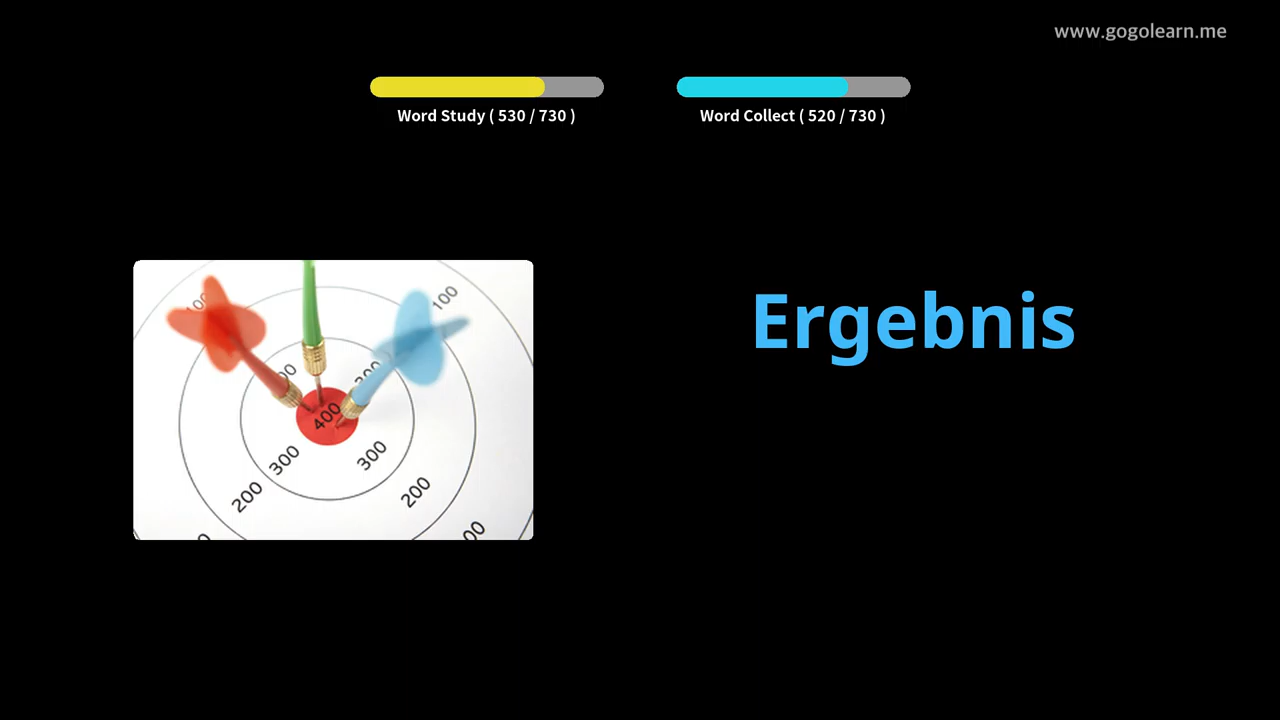 www.gogolearn.me
Word Study ( 530 / 730 )
Word Collect ( 520 / 730 )
Ergebnis
100
100
400
300
300
200
200